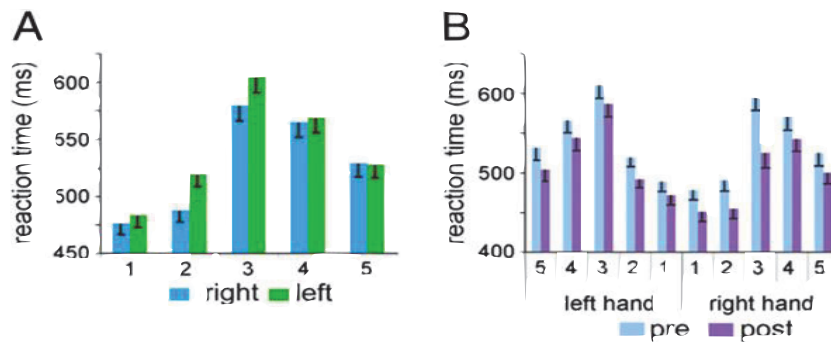 A
reaction time (ms)
600
550
500
450
1 2 3 4 5
right left
B
reaction time (ms)
600
500
400
5 4 3 2 1 1 2 3 4 5
left hand right hand
pre post